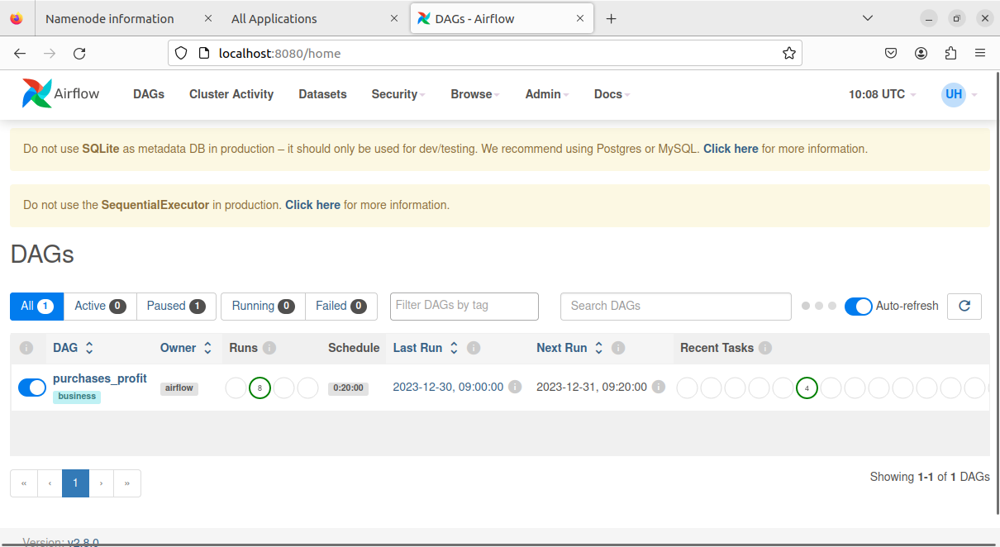 Namenode information
All Applications
DAGs - Airflow
localhost:8080/home
Airflow DAGs Cluster Activity Datasets Security Browse Admin Docs 10:08 UTC UH
Do not use SQLite as metadata DB in production – it should only be used for dev/testing. We recommend using Postgres or MySQL. Click here for more information.
Do not use the SequentialExecutor in production. Click here for more information.
DAGs
All 1 Active 0 Paused 1 Running 0 Failed 0 Filter DAGs by tag Search DAGs Auto-refresh
DAG Owner Runs Schedule Last Run Next Run Recent Tasks
purchases_profit airflow 8 0:20:00 2023-12-30, 09:00:00 2023-12-31, 09:20:00 4
business
« ‹ 1 › »
Showing 1-1 of 1 DAGs
Version: v2.8.0